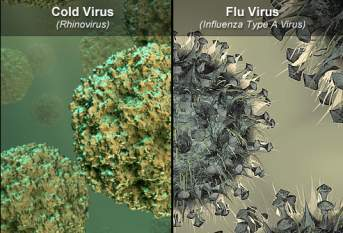 Cold Virus
(Rhinovirus)
Flu Virus
(Influenza Type A Virus)